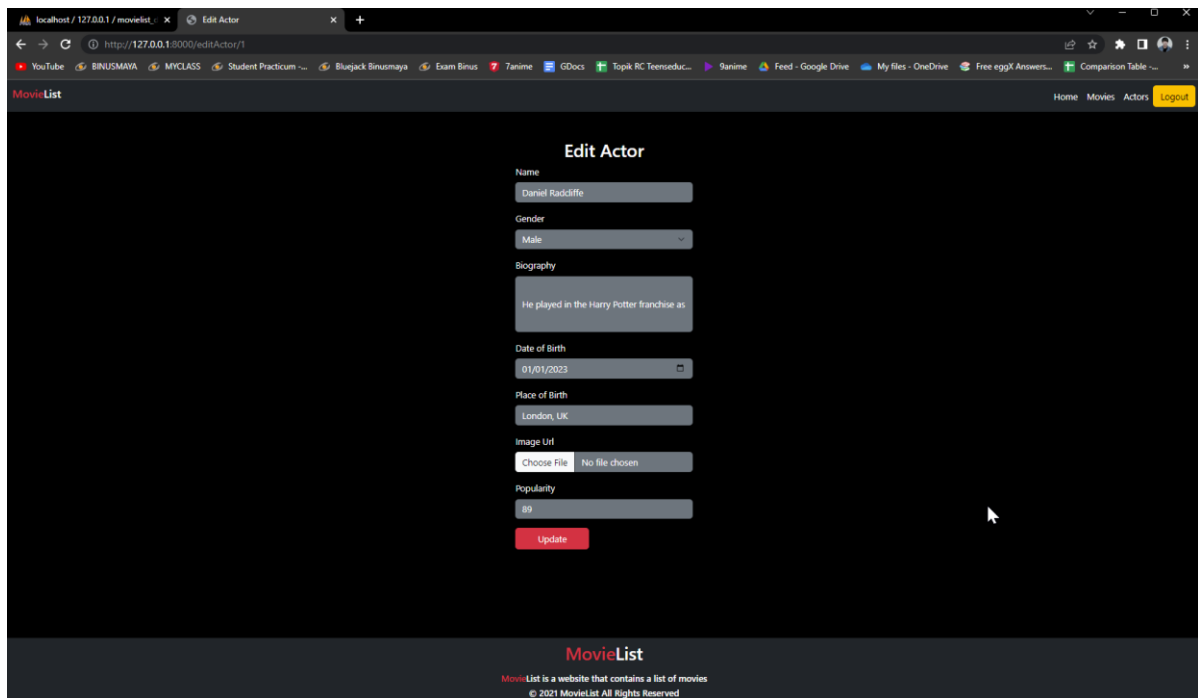 localhost / 127.0.0.1 / movielist_
Edit Actor
http://127.0.0.1:8000/editActor/1
YouTube BINUSMAYA MYCLASS Student Practicum -... Bluejack Binusmaya Exam Binus 7anime GDocs Topik RC Teenseduc... 9anime Feed - Google Drive My files - OneDrive Free eggX Answers... Comparison Table -... »
MovieList Home Movies Actors Logout
Edit Actor
Name
Daniel Radcliffe
Gender
Male
Biography
He played in the Harry Potter franchise as
Date of Birth
01/01/2023
Place of Birth
London, UK
Image Url
Choose File No file chosen
Popularity
89
Update
MovieList
MovieList is a website that contains a list of movies
© 2021 MovieList All Rights Reserved